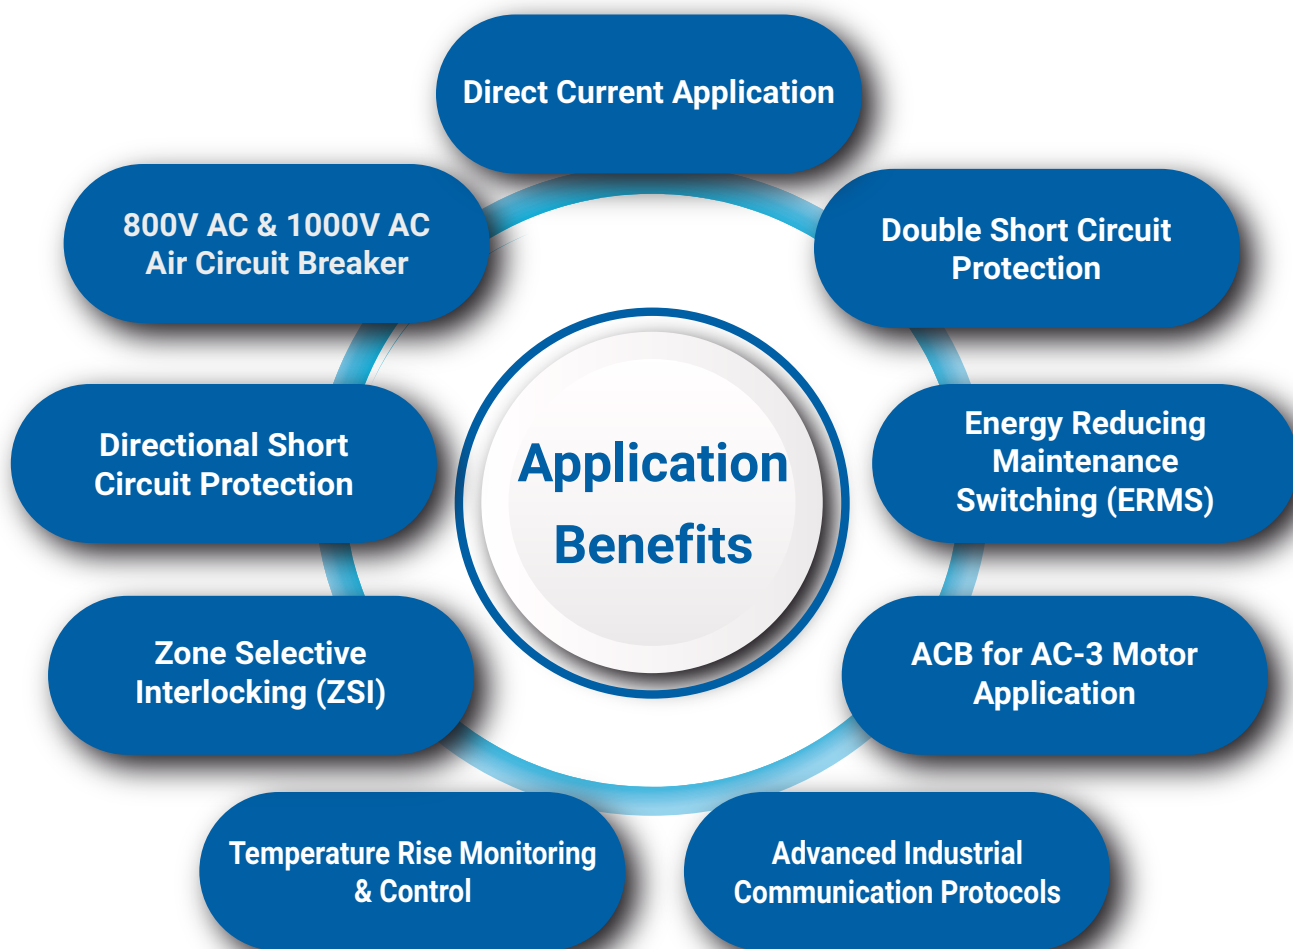 Direct Current Application
800V AC & 1000V AC
Air Circuit Breaker
Double Short Circuit
Protection
Directional Short
Circuit Protection
Application
Benefits
Energy Reducing
Maintenance
Switching (ERMS)
Zone Selective
Interlocking (ZSI)
ACB for AC-3 Motor
Application
Temperature Rise Monitoring
& Control
Advanced Industrial
Communication Protocols